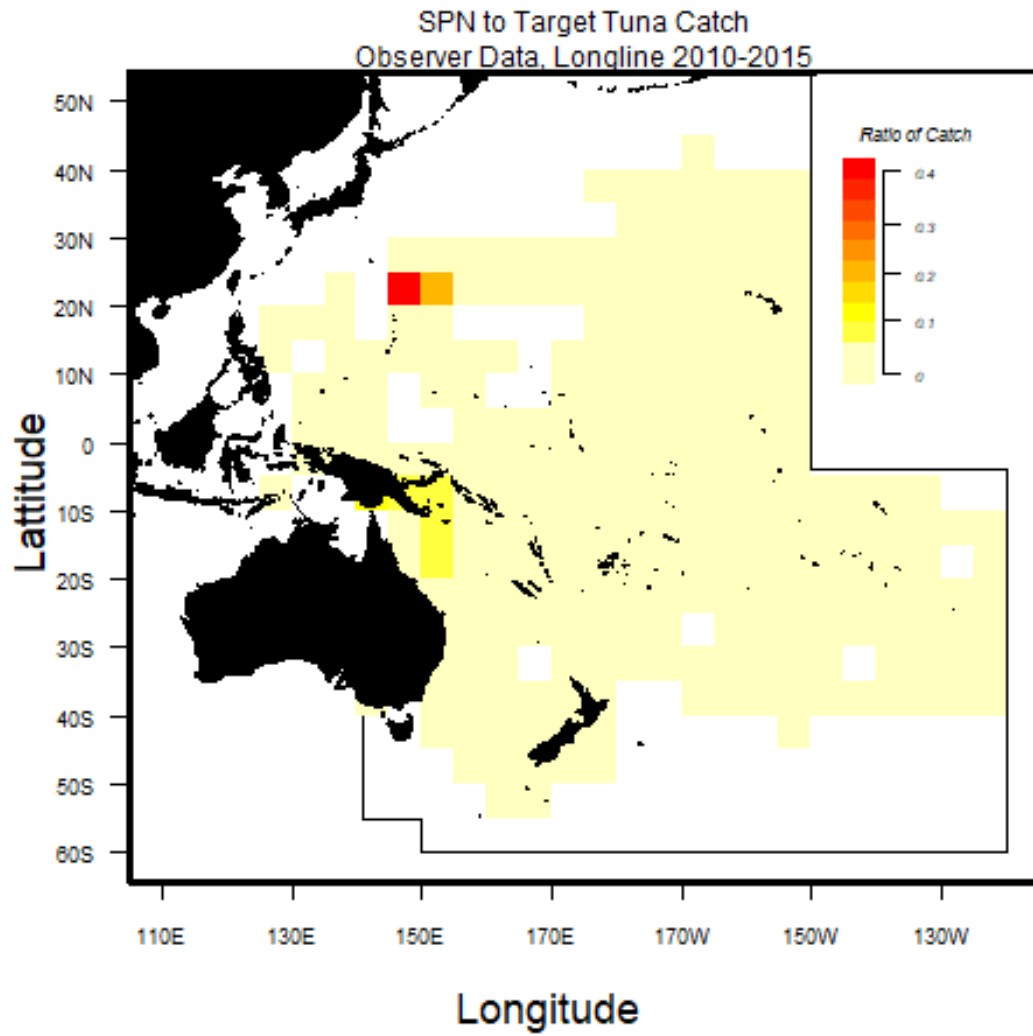 SPN to Target Tuna Catch
Observer Data, Longline 2010-2015
Ratio of Catch
0.4
0.3
0.2
0.1
0
50N
40N
30N
20N
10N
0
10S
20S
30S
40S
50S
60S
Lattitude
110E 130E 150E 170E 170W 150W 130W
Longitude